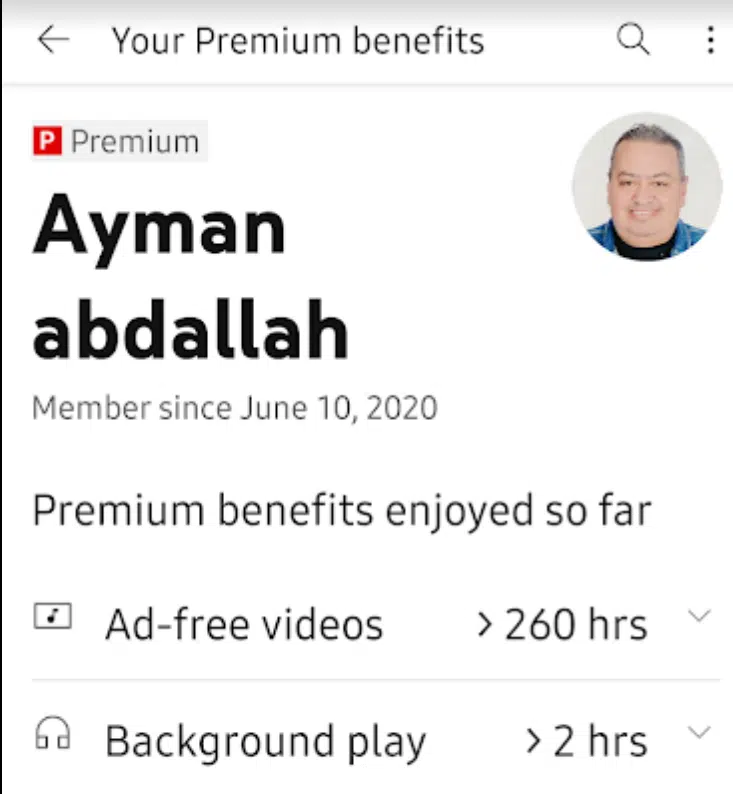 Your Premium benefits
P Premium
Ayman
abdallah
Member since June 10, 2020
Premium benefits enjoyed so far
Ad-free videos > 260 hrs
Background play > 2 hrs